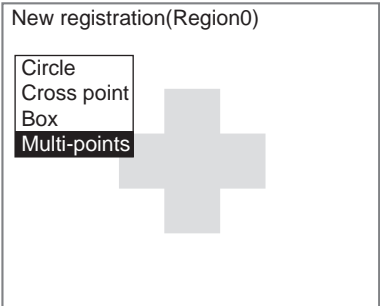 New registration(Region0)
Circle
Cross point
Box
Multi-points